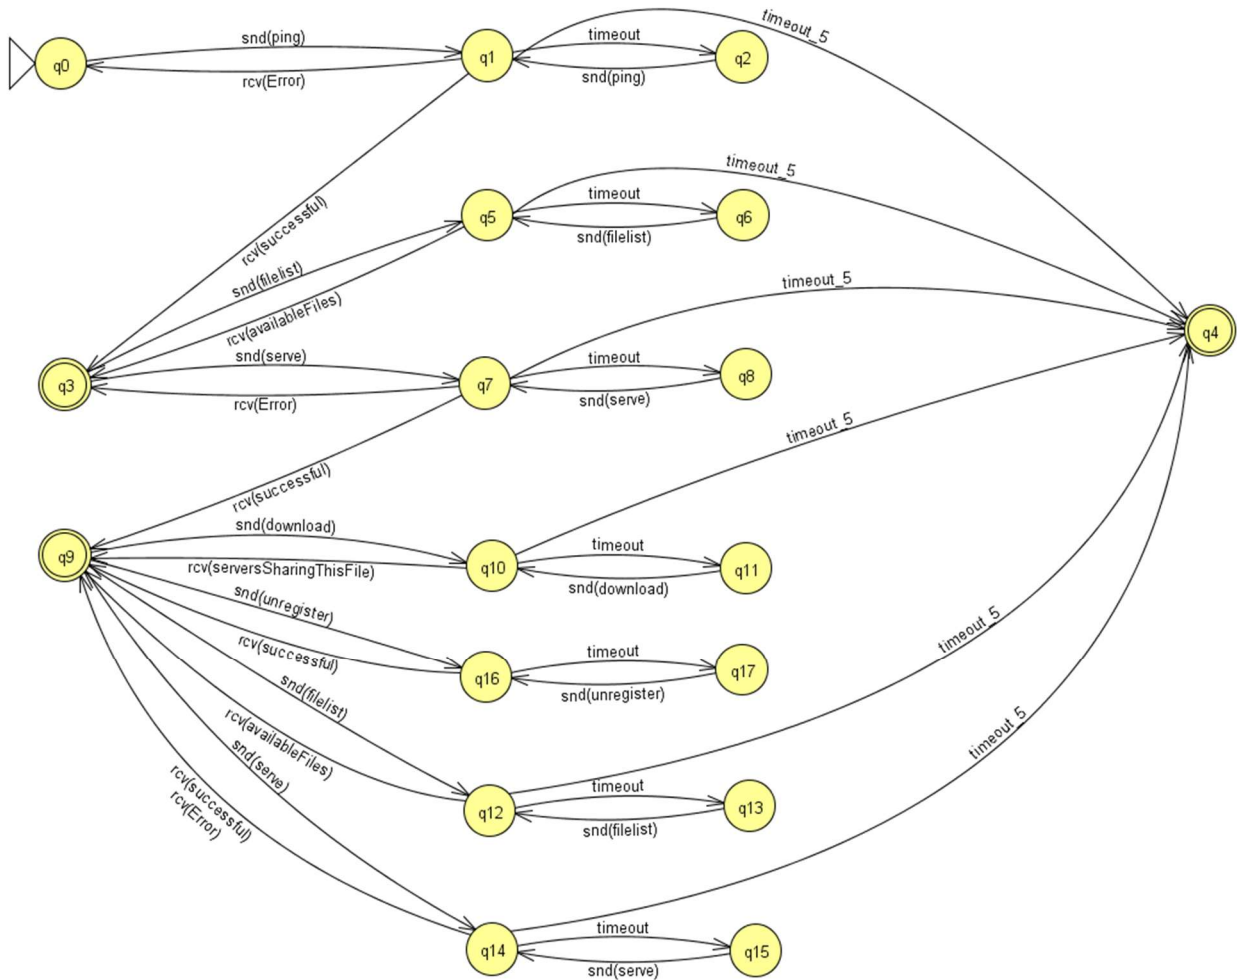 timeout_5
snd(ping)
timeout
q0
q1
q2
rcv(Error)
snd(ping)
timeout_5
timeout
q5
q6
rcv(successful)
snd(filelist)
snd(filelist)
timeout_5
rcv(availableFiles)
q4
snd(serve)
timeout
q3
q7
q8
rcv(Error)
snd(serve)
timeout_5
rcv(successful)
snd(download)
timeout
q9
q10
q11
rcv(serversSharingThisFile)
snd(download)
snd(unregister)
timeout_5
rcv(successful)
timeout
q16
q17
snd(filelist)
snd(unregister)
rcv(availableFiles)
timeout_5
snd(serve)
timeout
q12
q13
rcv(successful)
rcv(Error)
snd(filelist)
timeout
q14
q15
snd(serve)